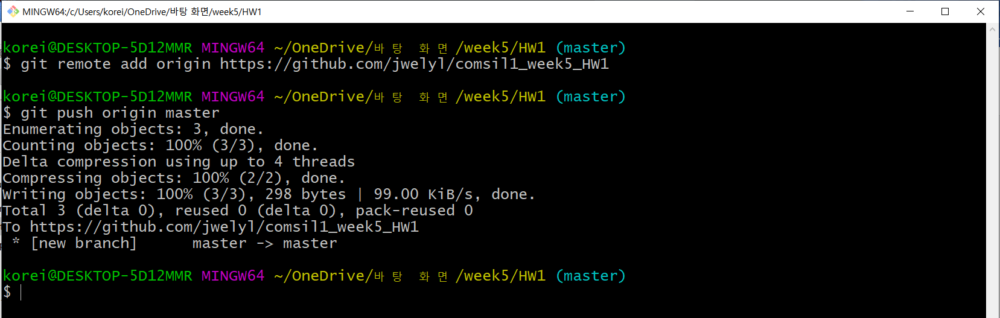 MINGW64:/c/Users/korei/OneDrive/바탕 화면/week5/HW1
korei@DESKTOP-5D12MMR MINGW64 ~/OneDrive/바탕 화면/week5/HW1 (master)
$ git remote add origin https://github.com/jwelyl/comsil1_week5_HW1
korei@DESKTOP-5D12MMR MINGW64 ~/OneDrive/바탕 화면/week5/HW1 (master)
$ git push origin master
Enumerating objects: 3, done.
Counting objects: 100% (3/3), done.
Delta compression using up to 4 threads
Compressing objects: 100% (2/2), done.
Writing objects: 100% (3/3), 298 bytes | 99.00 KiB/s, done.
Total 3 (delta 0), reused 0 (delta 0), pack-reused 0
To https://github.com/jwelyl/comsil1_week5_HW1
 * [new branch]      master -> master
korei@DESKTOP-5D12MMR MINGW64 ~/OneDrive/바탕 화면/week5/HW1 (master)
$